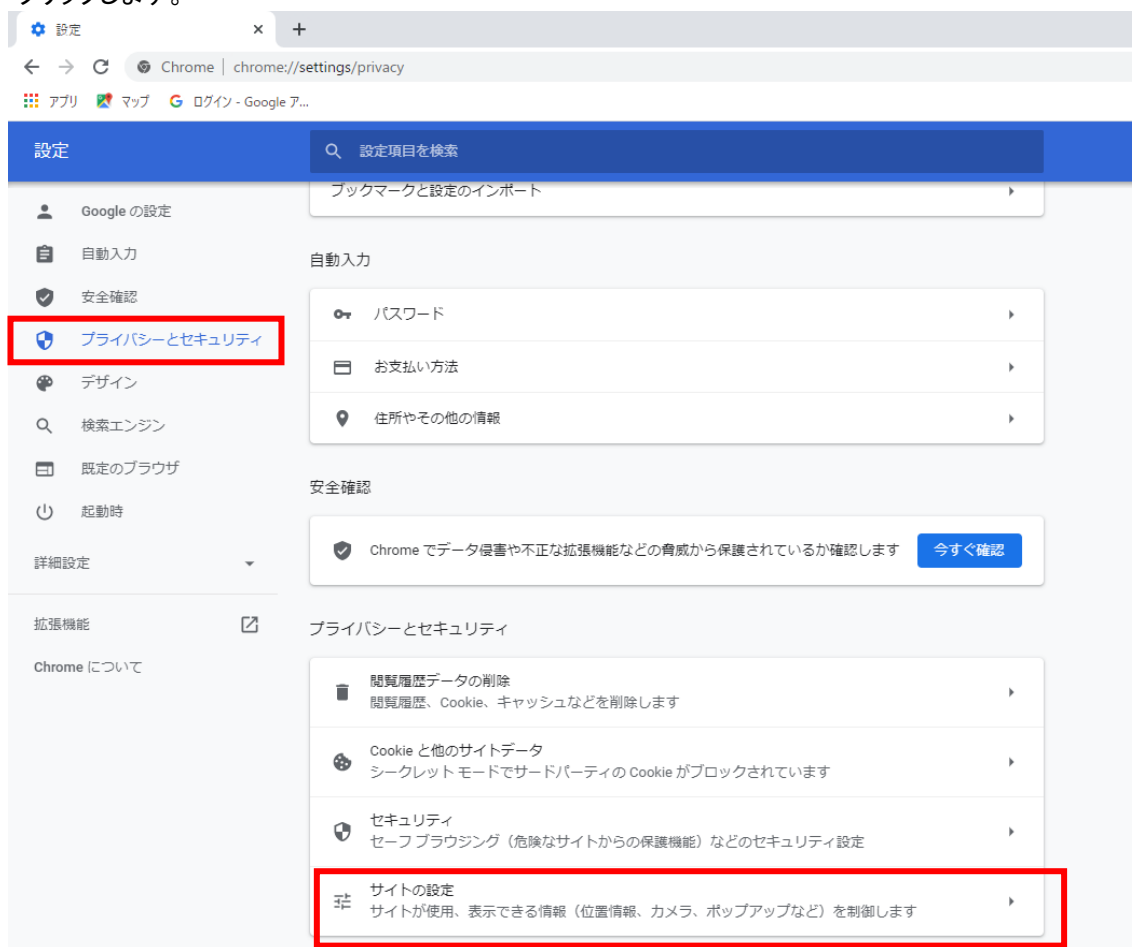 クリックします。
設定
Chrome | chrome://settings/privacy
アプリ マップ ログイン - Google ア...
設定
設定項目を検索
Google の設定
自動入力
安全確認
プライバシーとセキュリティ
デザイン
検索エンジン
既定のブラウザ
起動時
詳細設定
拡張機能
Chrome について
ブックマークと設定のインポート
自動入力
パスワード
お支払い方法
住所やその他の情報
安全確認
Chrome でデータ侵害や不正な拡張機能などの脅威から保護されているか確認します 今すぐ確認
プライバシーとセキュリティ
閲覧履歴データの削除
閲覧履歴、Cookie、キャッシュなどを削除します
Cookie と他のサイトデータ
シークレット モードでサードパーティの Cookie がブロックされています
セキュリティ
セーフ ブラウジング（危険なサイトからの保護機能）などのセキュリティ設定
サイトの設定
サイトが使用、表示できる情報（位置情報、カメラ、ポップアップなど）を制御します